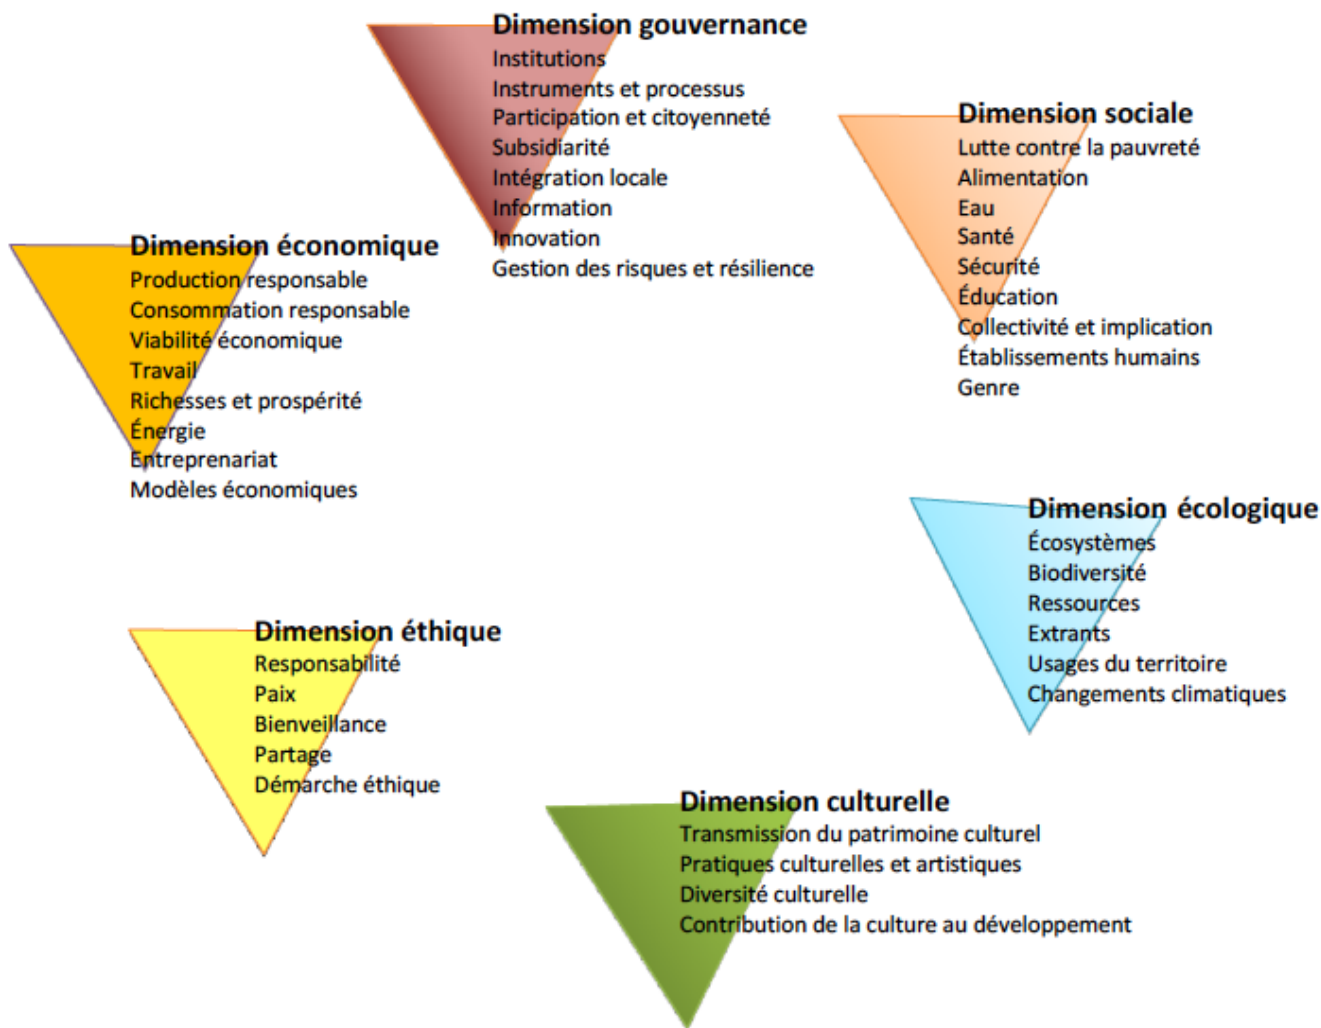 Dimension gouvernance
Institutions
Instruments et processus
Participation et citoyenneté
Subsidiarité
Intégration locale
Information
Innovation
Gestion des risques et résilience
Dimension sociale
Lutte contre la pauvreté
Alimentation
Eau
Santé
Sécurité
Éducation
Collectivité et implication
Établissements humains
Genre
Dimension économique
Production responsable
Consommation responsable
Viabilité économique
Travail
Richesses et prospérité
Énergie
Entreprenariat
Modèles économiques
Dimension écologique
Écosystèmes
Biodiversité
Ressources
Extrants
Usages du territoire
Changements climatiques
Dimension éthique
Responsabilité
Paix
Bienveillance
Partage
Démarche éthique
Dimension culturelle
Transmission du patrimoine culturel
Pratiques culturelles et artistiques
Diversité culturelle
Contribution de la culture au développement